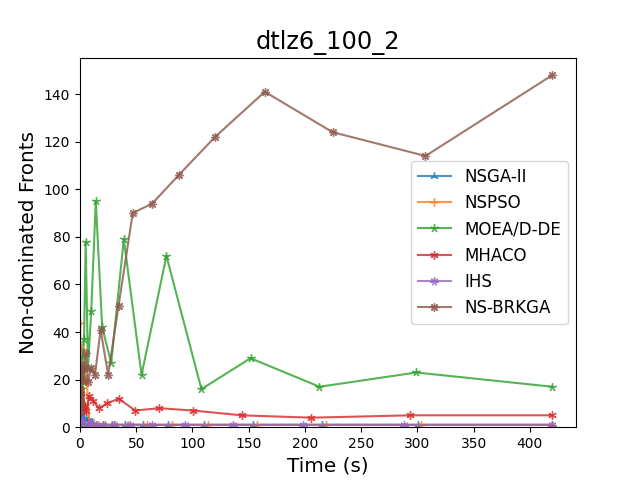 dtlz6_100_2
Non-dominated Fronts
140
120
100
80
60
40
20
0
NSGA-II
NSPSO
MOEA/D-DE
MHACO
IHS
NS-BRKGA
0 50 100 150 200 250 300 350 400
Time (s)